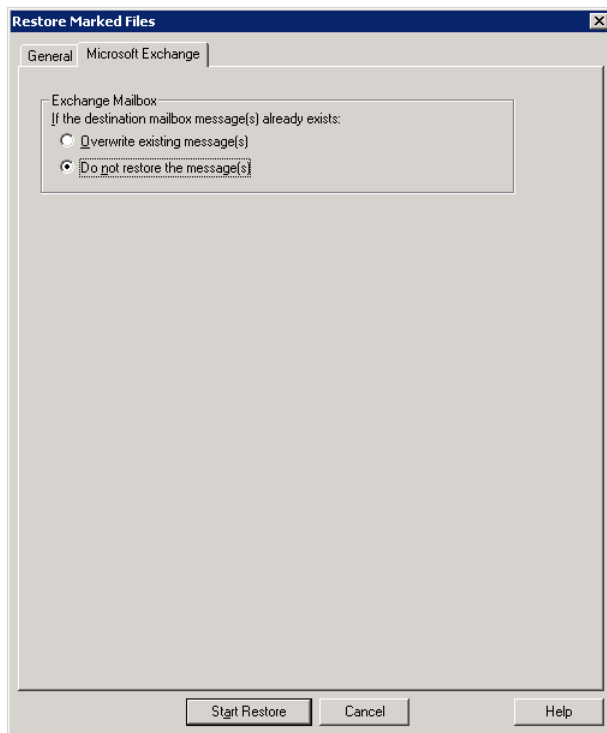 Restore Marked Files
General Microsoft Exchange
Exchange Mailbox
If the destination mailbox message(s) already exists:
Overwrite existing message(s)
Do not restore the message(s)
Start Restore Cancel Help